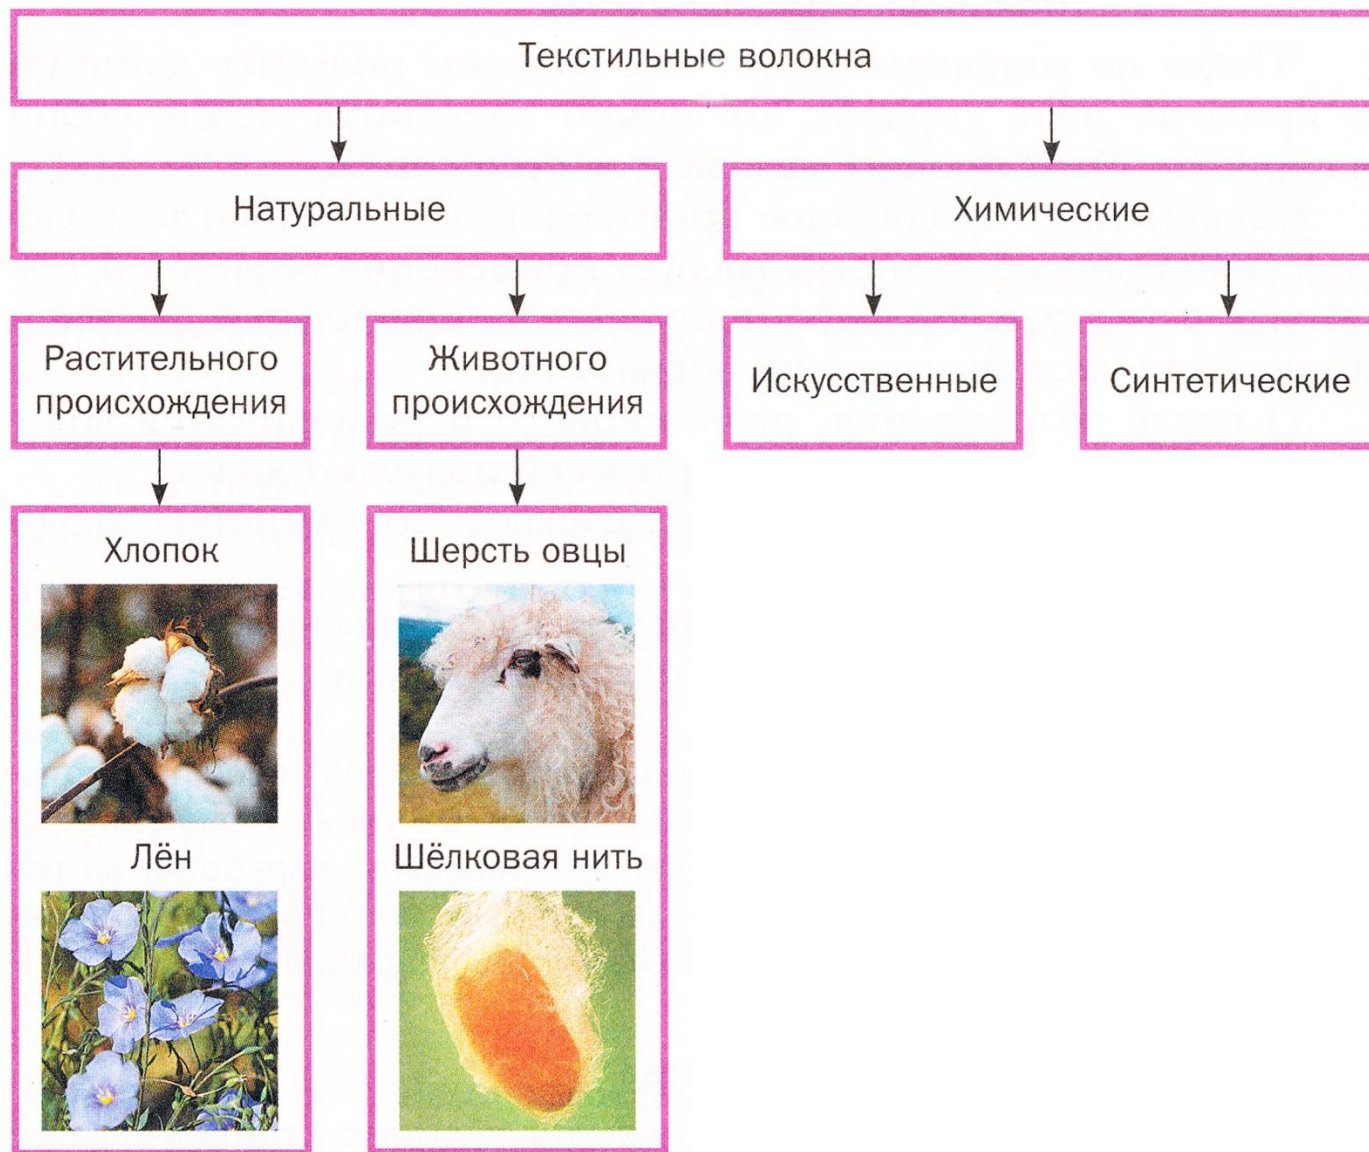 Текстильные волокна
Натуральные
Химические
Растительного
происхождения
Животного
происхождения
Искусственные
Синтетические
Хлопок
Шерсть овцы
Лён
Шёлковая нить